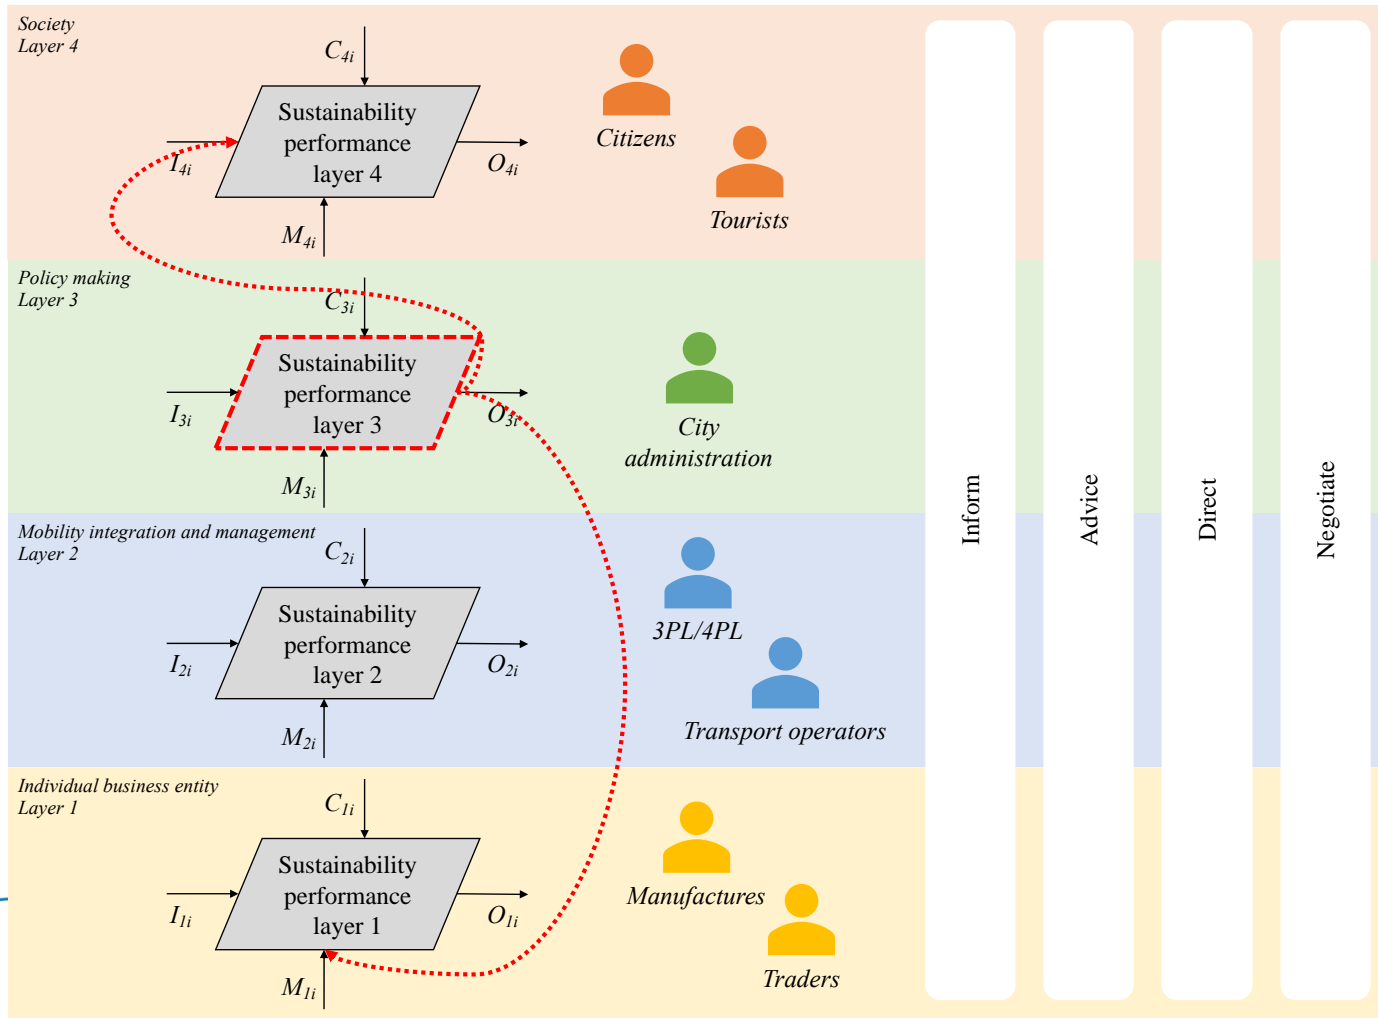 Society
Layer 4
C4i
Sustainability
performance
layer 4
I4i
O4i
M4i
Citizens
Tourists
Policy making
Layer 3
C3i
Sustainability
performance
layer 3
I3i
O3i
M3i
City
administration
Mobility integration and management
Layer 2
C2i
Sustainability
performance
layer 2
I2i
O2i
M2i
3PL/4PL
Transport operators
Individual business entity
Layer 1
C1i
Sustainability
performance
layer 1
I1i
O1i
M1i
Manufactures
Traders
Inform
Advice
Direct
Negotiate